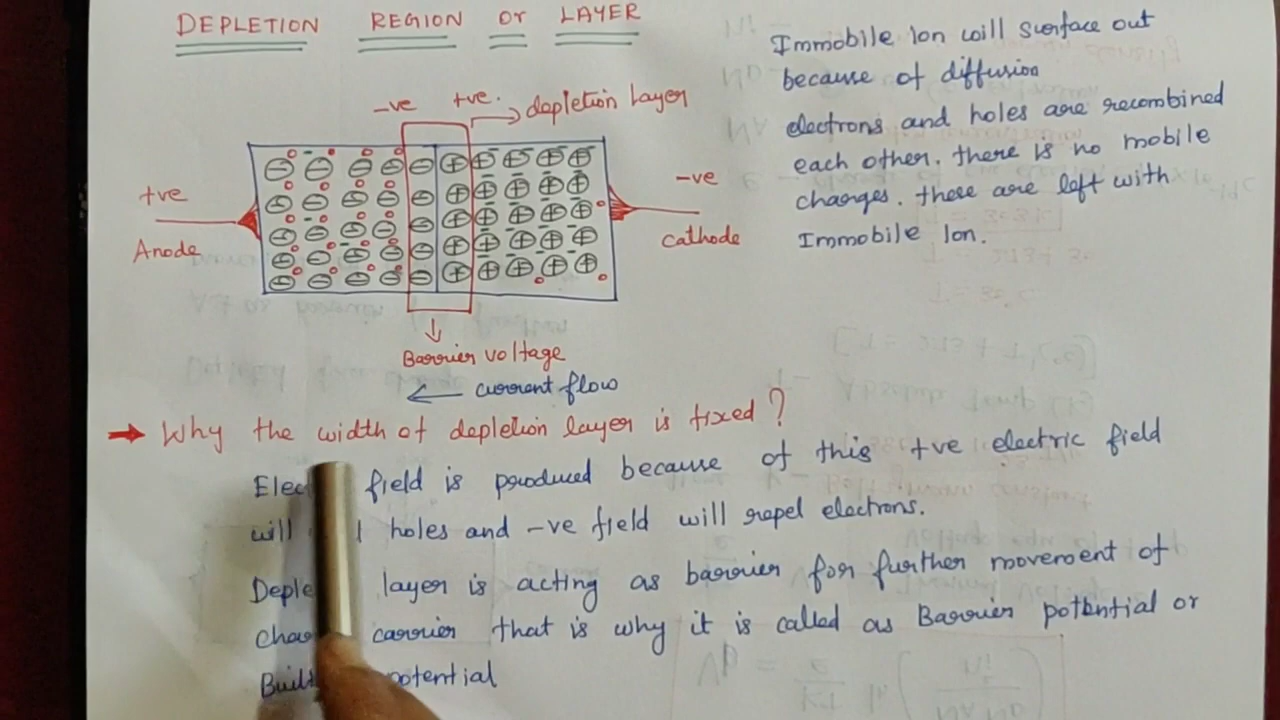 DEPLETION REGION or LAYER
Immobile Ion will surface out
because of diffusion
electrons and holes are recombined
each other. there is no mobile
changes. these are left with
Immobile Ion.
-ve +ve. depletion layer
+ve
Anode
-ve
cathode
Barrier voltage
current flow
Why the width of depletion layer is fixed?
field is produced because of this +ve electric field
will holes and -ve field will repel electrons.
layer is acting as barrier for further movement of
carrier that is why it is called as Barrier potential or
potential